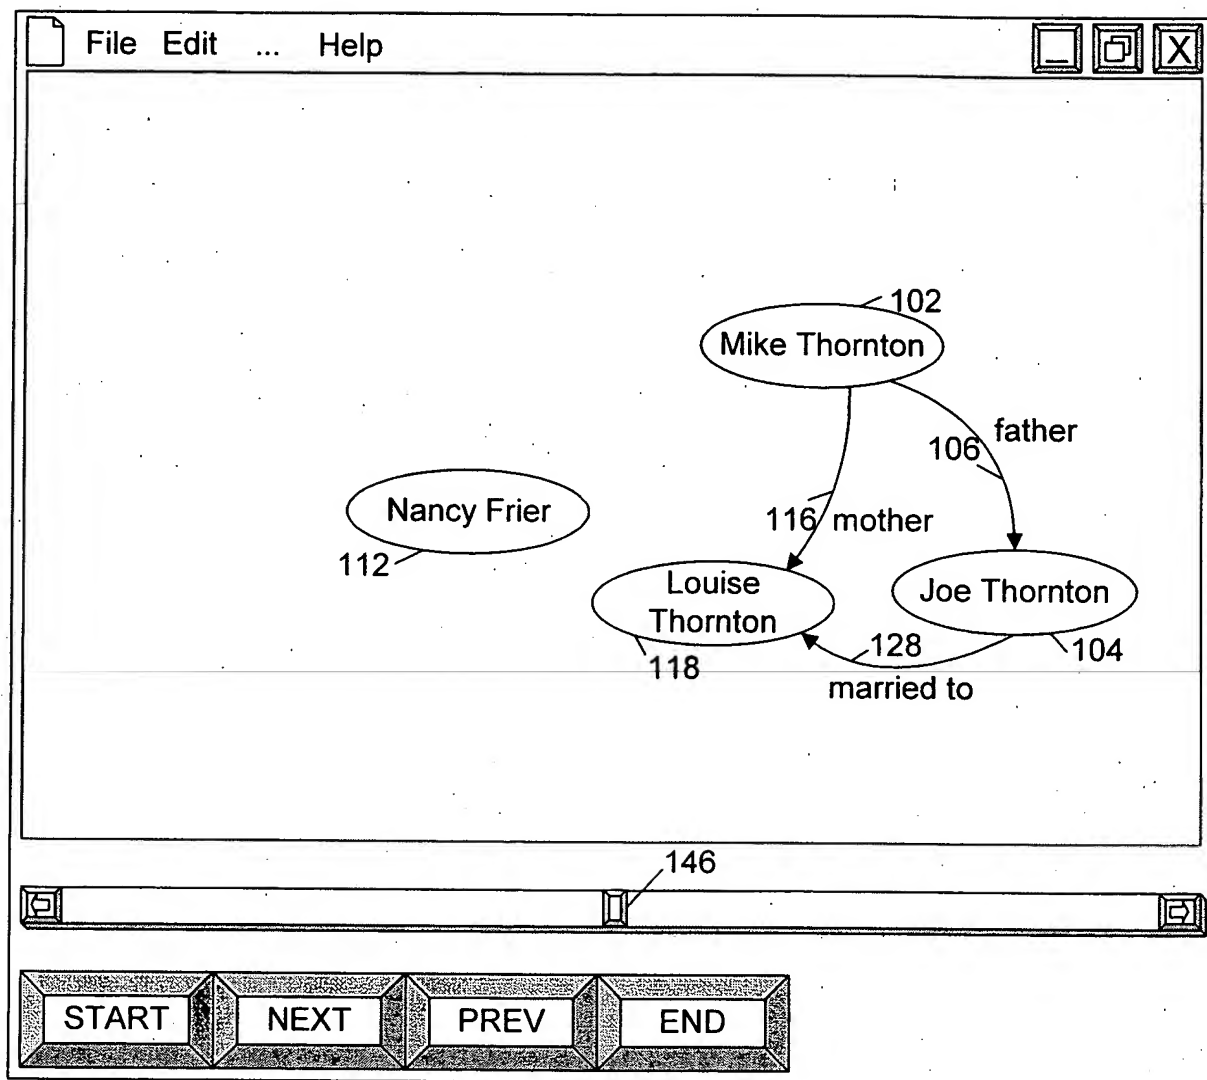 File Edit ... Help
X
102
Mike Thornton
father
106
Nancy Frier
116 mother
112
Louise
Thornton
Joe Thornton
128
104
118
married to
146
START NEXT PREV END